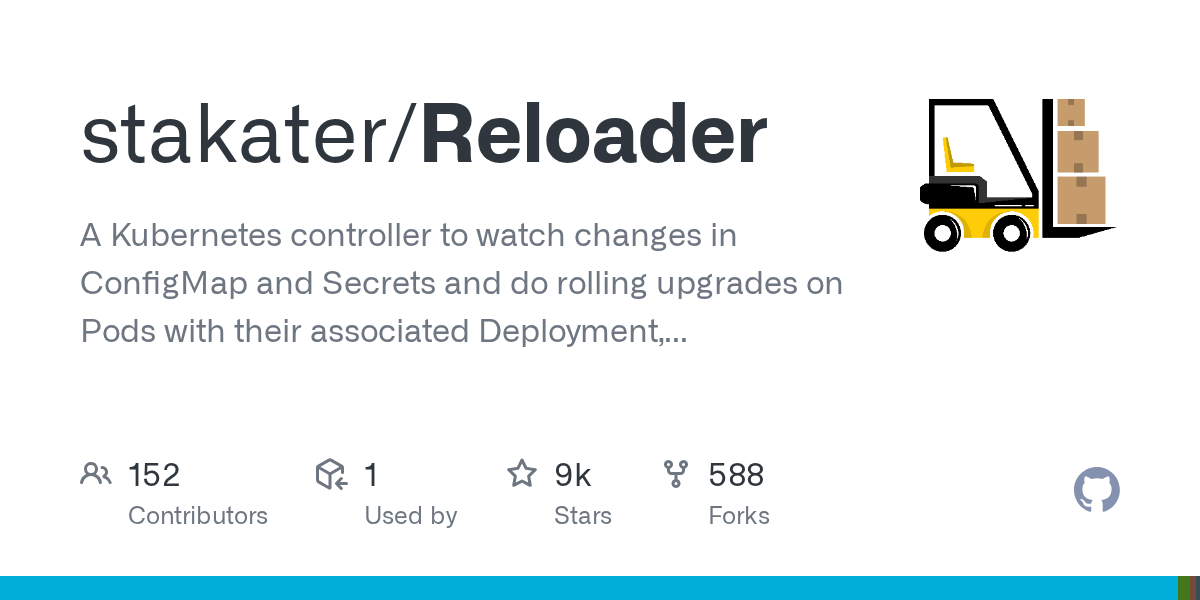 stakater/Reloader
A Kubernetes controller to watch changes in
ConfigMap and Secrets and do rolling upgrades on
Pods with their associated Deployment,...
152 1 9k 588
Contributors Used by Stars Forks